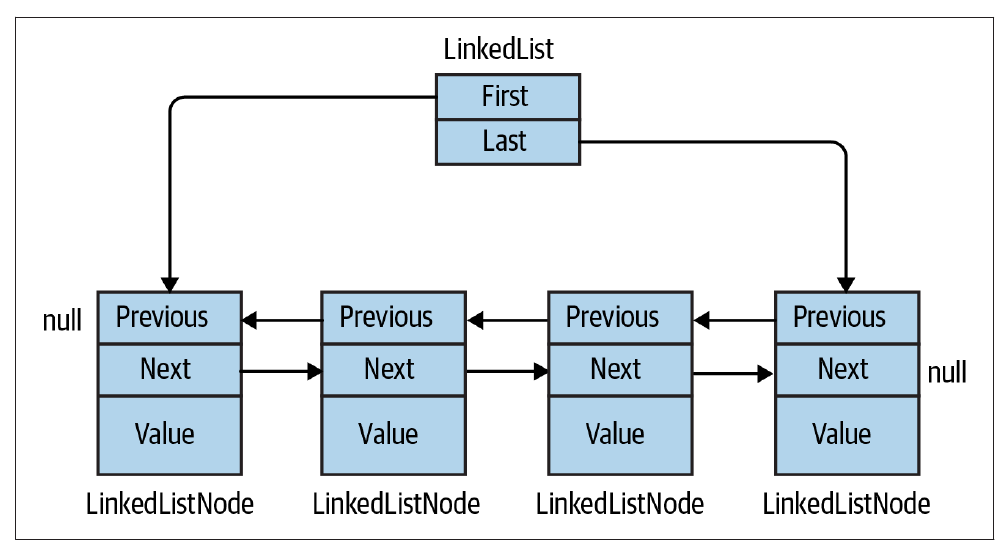 LinkedList
First
Last
null Previous Previous Previous Previous
Next Next Next Next null
Value Value Value Value
LinkedListNode LinkedListNode LinkedListNode LinkedListNode